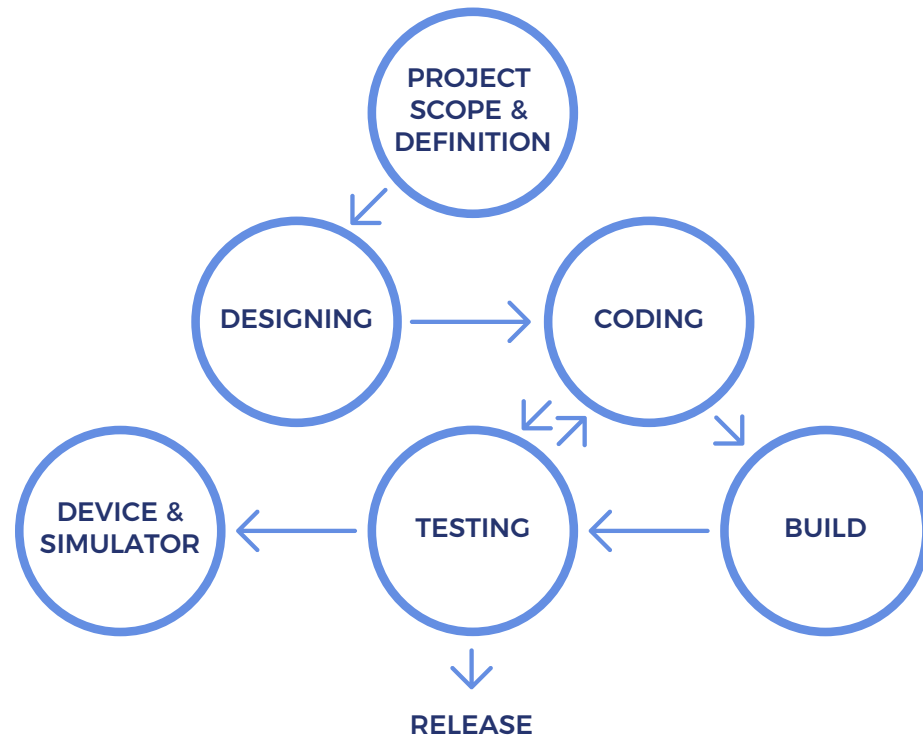 PROJECT
SCOPE &
DEFINITION
DESIGNING
CODING
DEVICE &
SIMULATOR
TESTING
BUILD
RELEASE